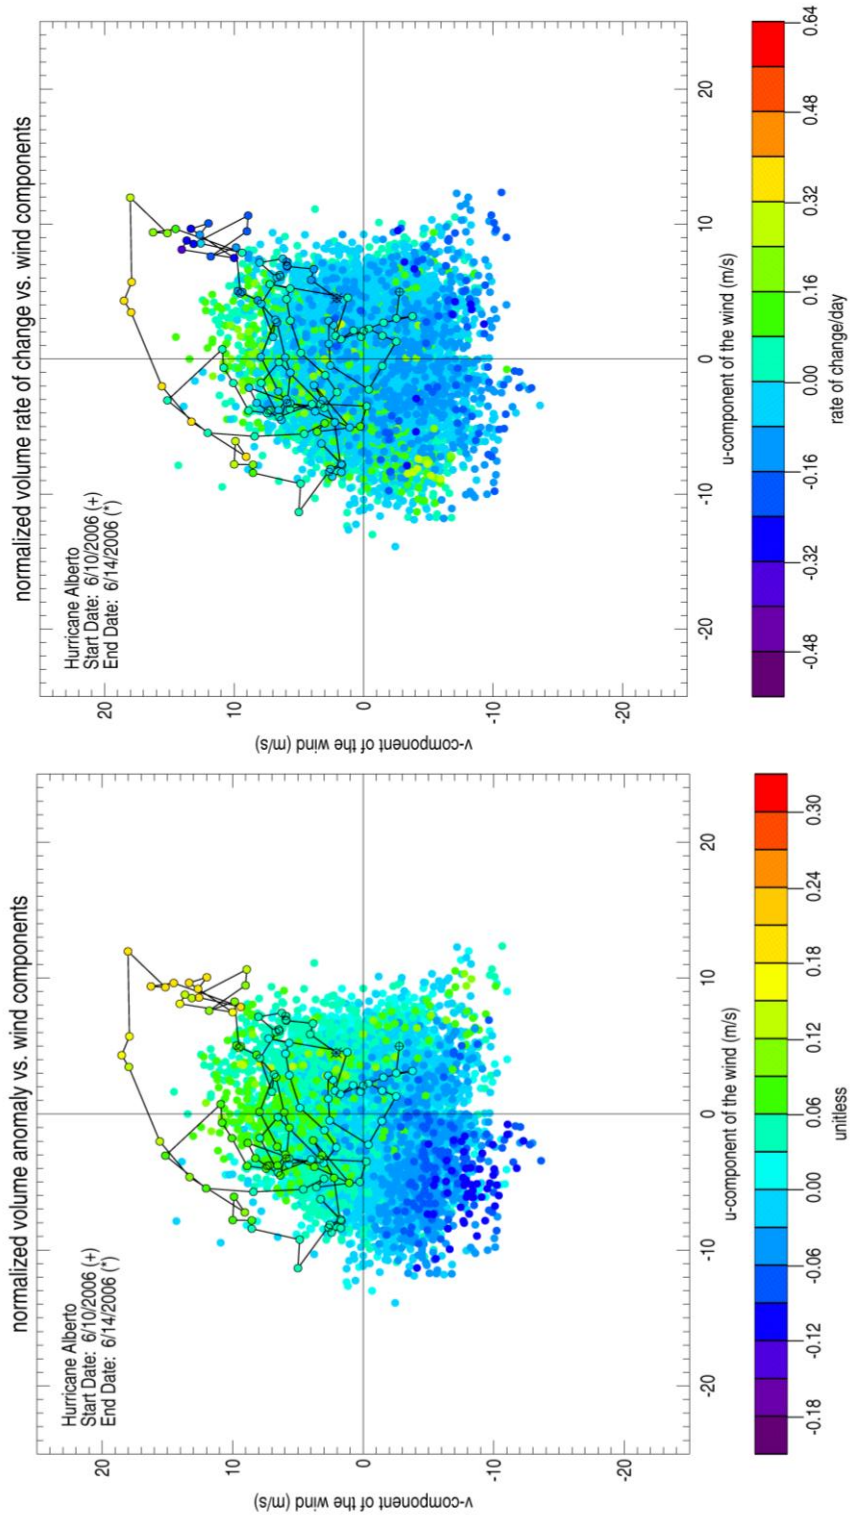 normalized volume anomaly vs. wind components
Hurricane Alberto
Start Date: 6/10/2006 (+)
End Date: 6/14/2006 (*)
v-component of the wind (m/s)
20
10
0
-10
-20
-20 -10 0 10 20
u-component of the wind (m/s)
-0.18 -0.12 -0.06 0.00 0.06 0.12 0.18 0.24 0.30
unitless
normalized volume rate of change vs. wind components
Hurricane Alberto
Start Date: 6/10/2006 (+)
End Date: 6/14/2006 (*)
v-component of the wind (m/s)
20
10
0
-10
-20
-20 -10 0 10 20
u-component of the wind (m/s)
-0.48 -0.32 -0.16 0.00 0.16 0.32 0.48 0.64
rate of change/day